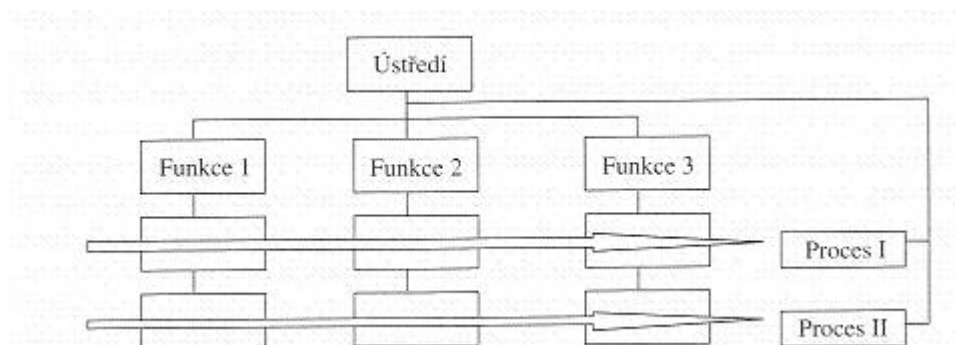 Ústředí
Funkce 1
Funkce 2
Funkce 3
Proces I
Proces II